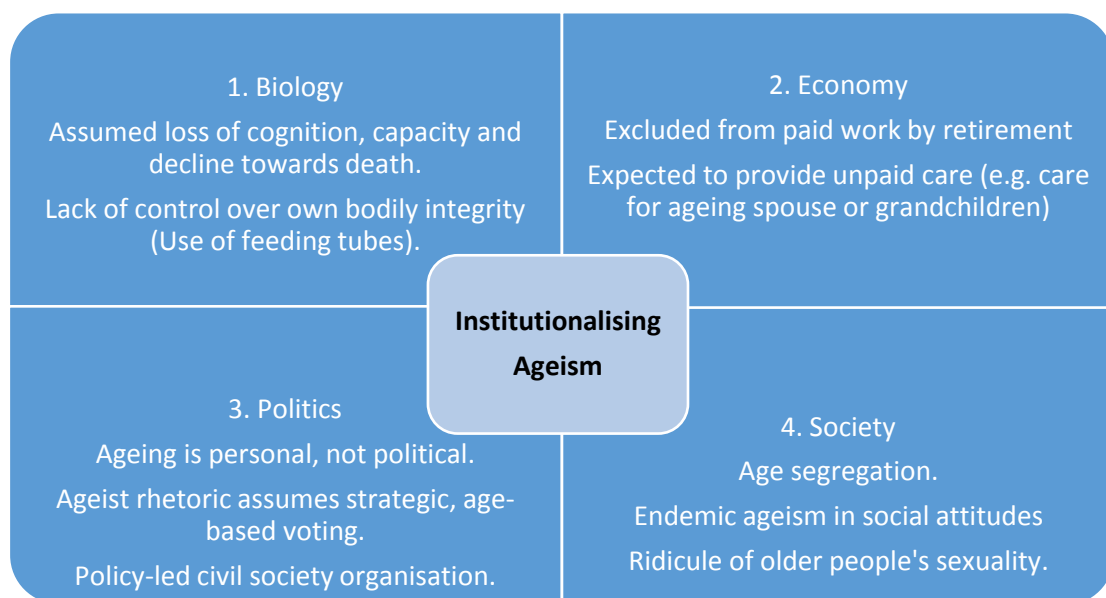 1. Biology
Assumed loss of cognition, capacity and
decline towards death.
Lack of control over own bodily integrity
(Use of feeding tubes).
2. Economy
Excluded from paid work by retirement
Expected to provide unpaid care (e.g. care
for ageing spouse or grandchildren)
Institutionalising
Ageism
3. Politics
Ageing is personal, not political.
Ageist rhetoric assumes strategic, age-
based voting.
Policy-led civil society organisation.
4. Society
Age segregation.
Endemic ageism in social attitudes
Ridicule of older people's sexuality.